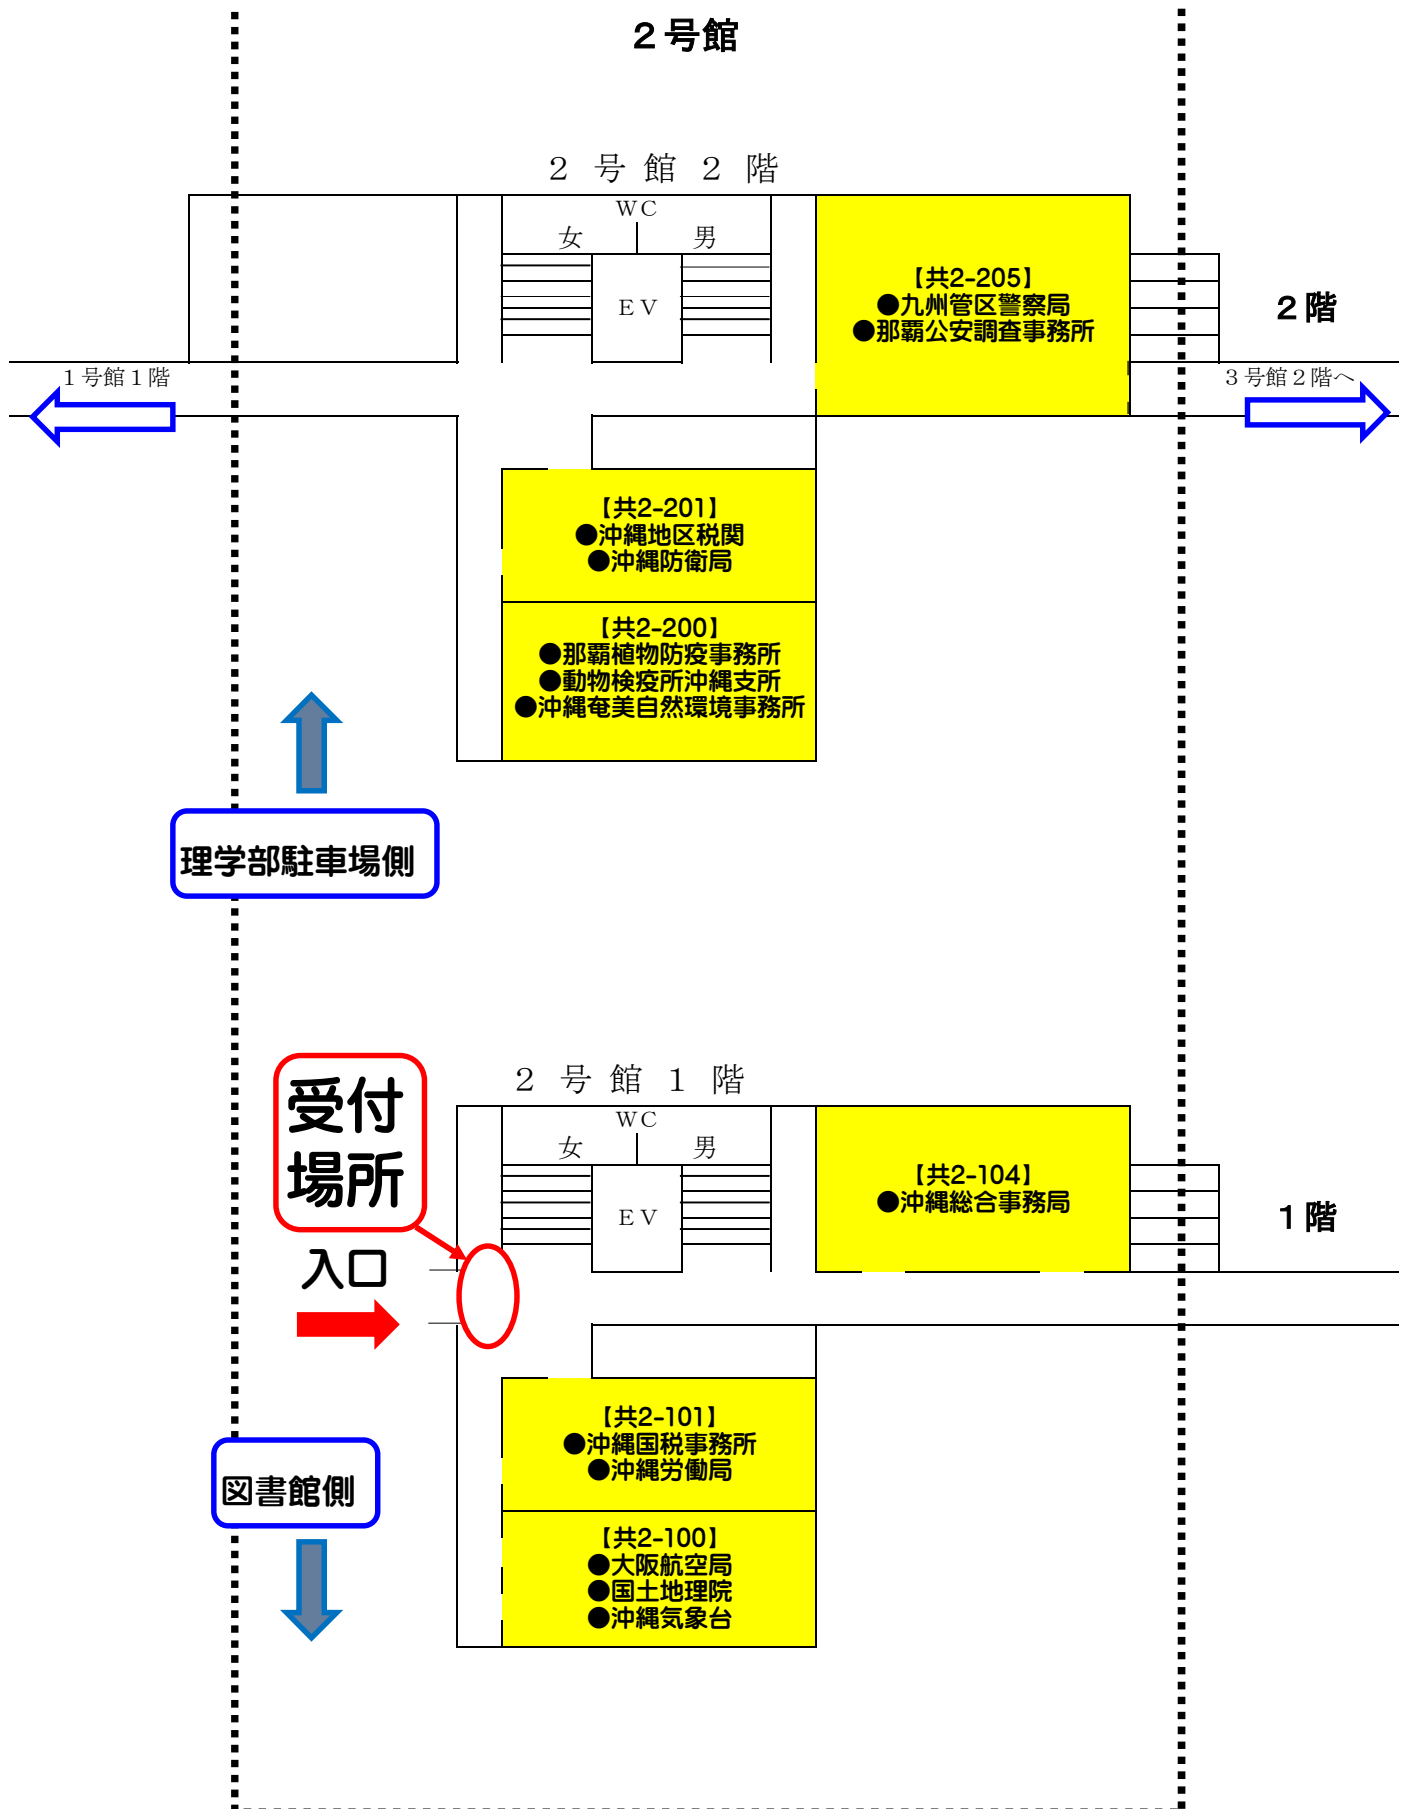 ２号館
２号館２階
WC
女 男
EV
【共2-205】
●九州管区警察局
●那覇公安調査事務所
２階
１号館１階
３号館２階へ
【共2-201】
●沖縄地区税関
●沖縄防衛局
【共2-200】
●那覇植物防疫事務所
●動物検疫所沖縄支所
●沖縄奄美自然環境事務所
理学部駐車場側
受付
場所
２号館１階
WC
女 男
EV
【共2-104】
●沖縄総合事務局
１階
入口
【共2-101】
●沖縄国税事務所
●沖縄労働局
図書館側
【共2-100】
●大阪航空局
●国土地理院
●沖縄気象台